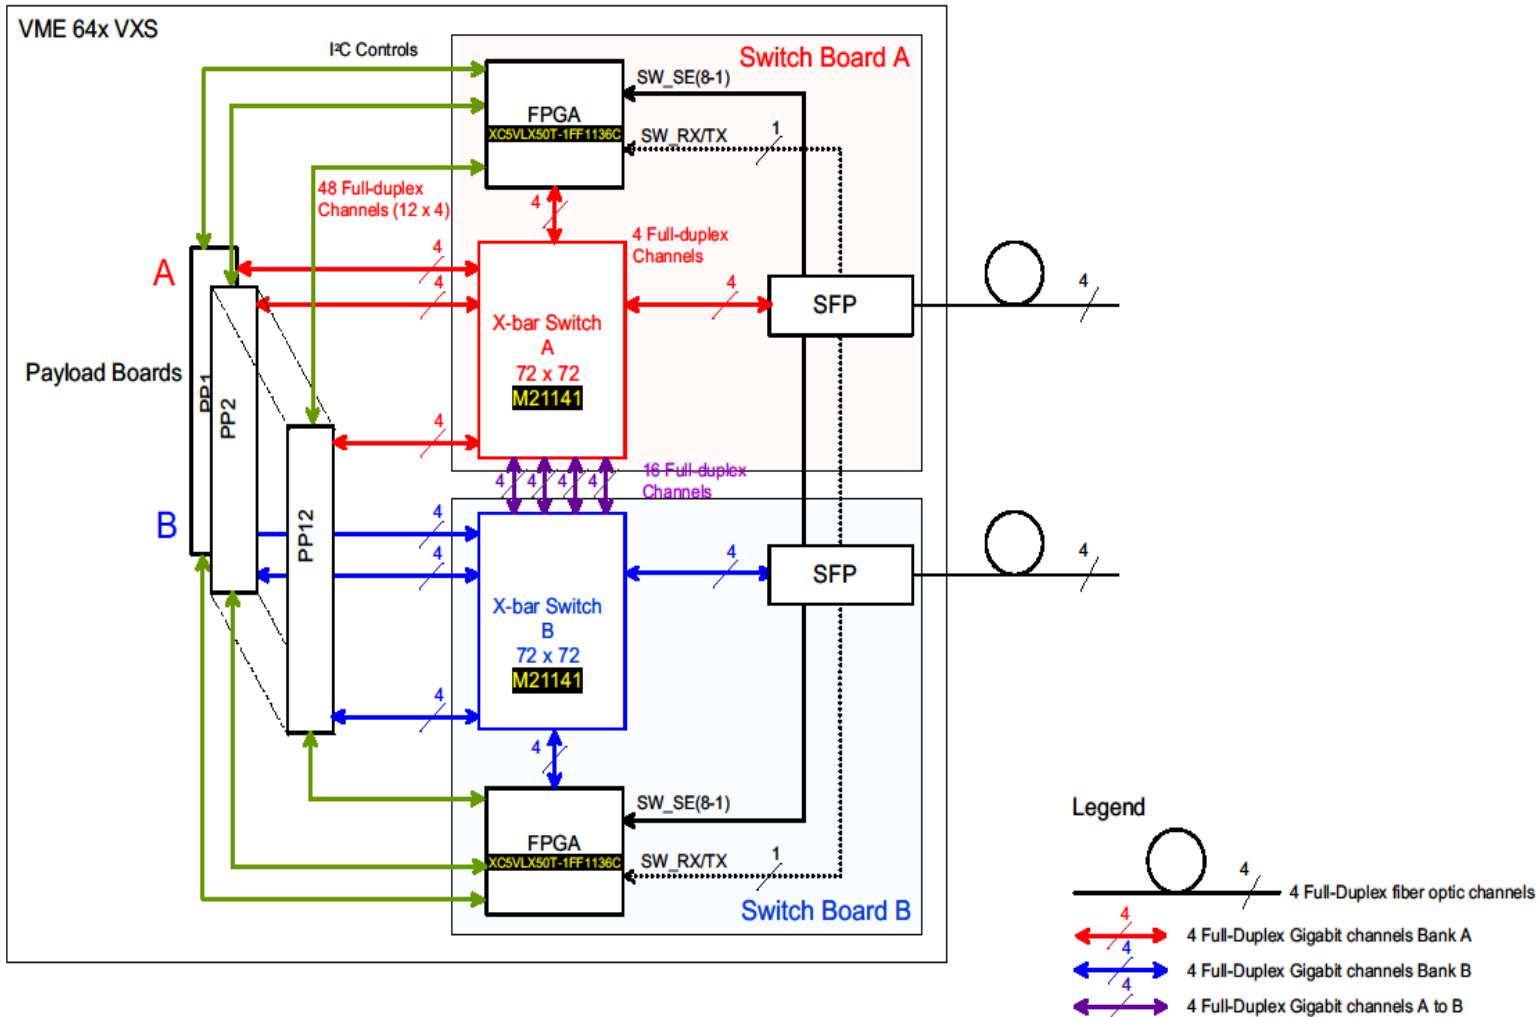 VME 64x VXS
I²C Controls
Switch Board A
SW_SE(8-1)
FPGA
XC5VLX50T-1FF1136C
SW_RX/TX
1
48 Full-duplex
Channels (12 x 4)
4
4 Full-duplex
Channels
A
4
4
4
4
SFP
4
X-bar Switch
A
72 x 72
M21141
Payload Boards
PP1
PP2
4
16 Full-duplex
Channels
4
4
4
4
B
PP12
4
4
4
SFP
4
X-bar Switch
B
72 x 72
M21141
4
4
SW_SE(8-1)
FPGA
XC5VLX50T-1FF1136C
SW_RX/TX
1
Switch Board B
Legend
4
4 Full-Duplex fiber optic channels
4
4 Full-Duplex Gigabit channels Bank A
4
4 Full-Duplex Gigabit channels Bank B
4
4 Full-Duplex Gigabit channels A to B